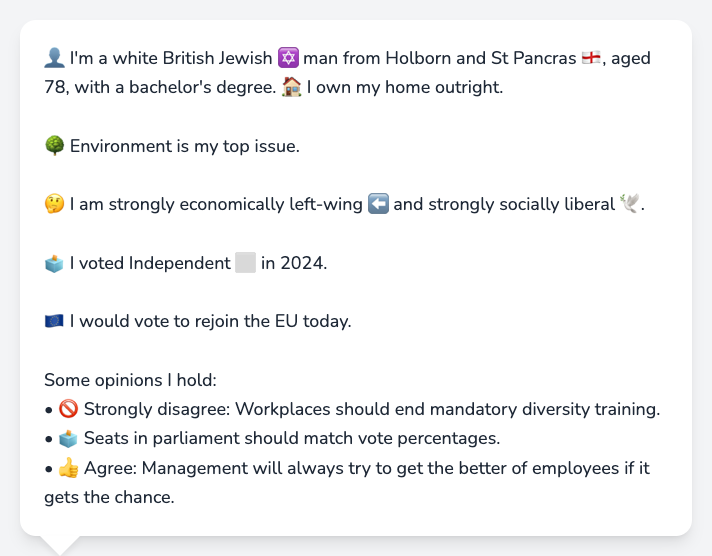 👤 I'm a white British Jewish ✡️ man from Holborn and St Pancras 🏴󠁧󠁢󠁥󠁮󠁧󠁿, aged
78, with a bachelor's degree. 🏠 I own my home outright.
🌳 Environment is my top issue.
🤔 I am strongly economically left-wing ⬅️ and strongly socially liberal 🕊️.
🗳️ I voted Independent ⬜ in 2024.
🇪🇺 I would vote to rejoin the EU today.
Some opinions I hold:
• 🚫 Strongly disagree: Workplaces should end mandatory diversity training.
• 🗳️ Seats in parliament should match vote percentages.
• 👍 Agree: Management will always try to get the better of employees if it
gets the chance.